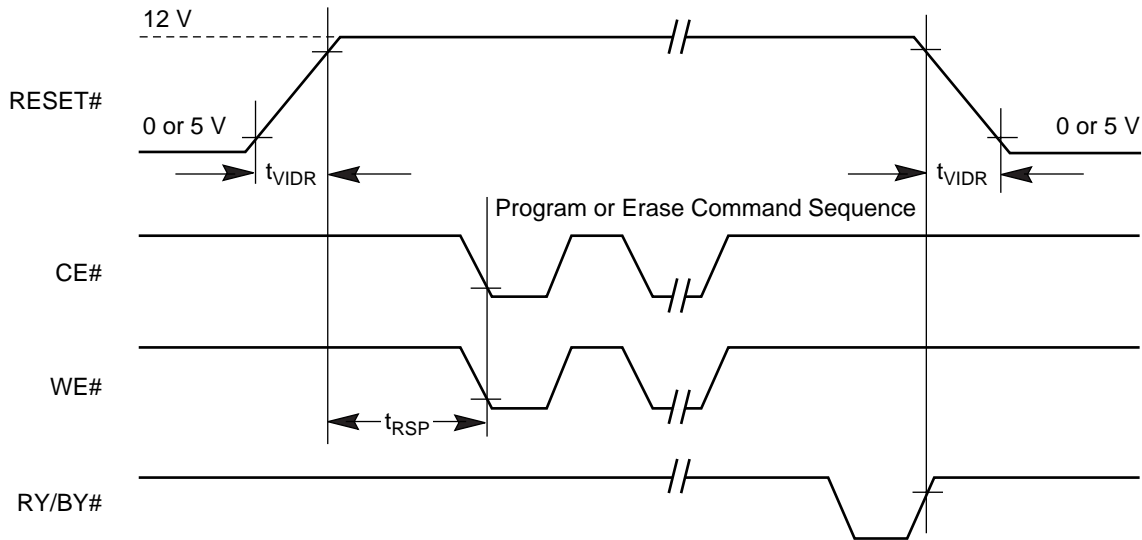 12 V
RESET#
0 or 5 V
0 or 5 V
tVIDR
tVIDR
Program or Erase Command Sequence
CE#
WE#
tRSP
RY/BY#